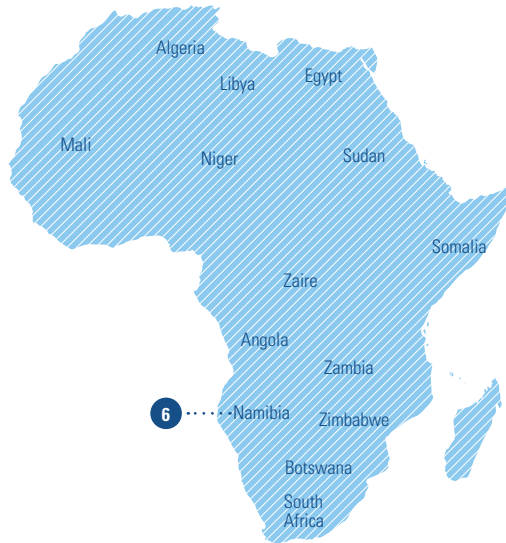 Algeria
Egypt
Libya
Mali
Niger
Sudan
Somalia
Zaire
Angola
Zambia
6
Namibia
Zimbabwe
Botswana
South
Africa